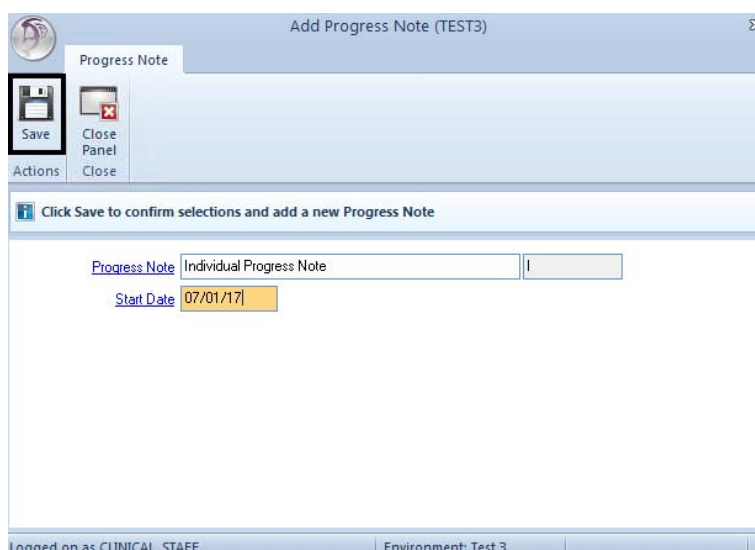 Add Progress Note (TEST3)
Progress Note
Save
Close
Panel
Actions
Close
Click Save to confirm selections and add a new Progress Note
Progress Note Individual Progress Note I
Start Date 07/01/17
Logged on as CLINICAL STAFF Environment: Test 3